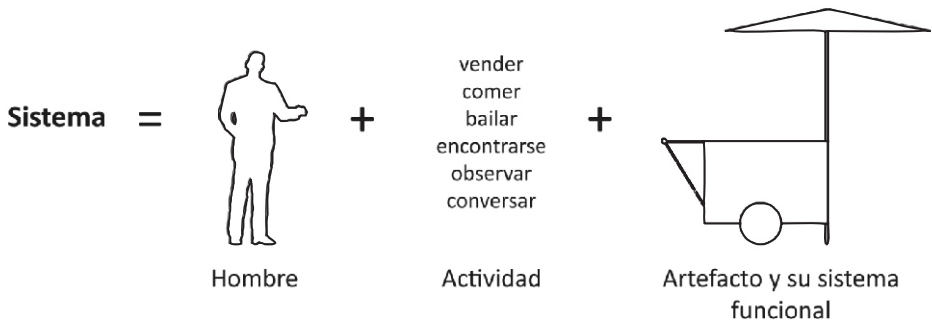 Sistema = + +
vender
comer
bailar
encontrarse
observar
conversar
Hombre
Actividad
Artefacto y su sistema
funcional